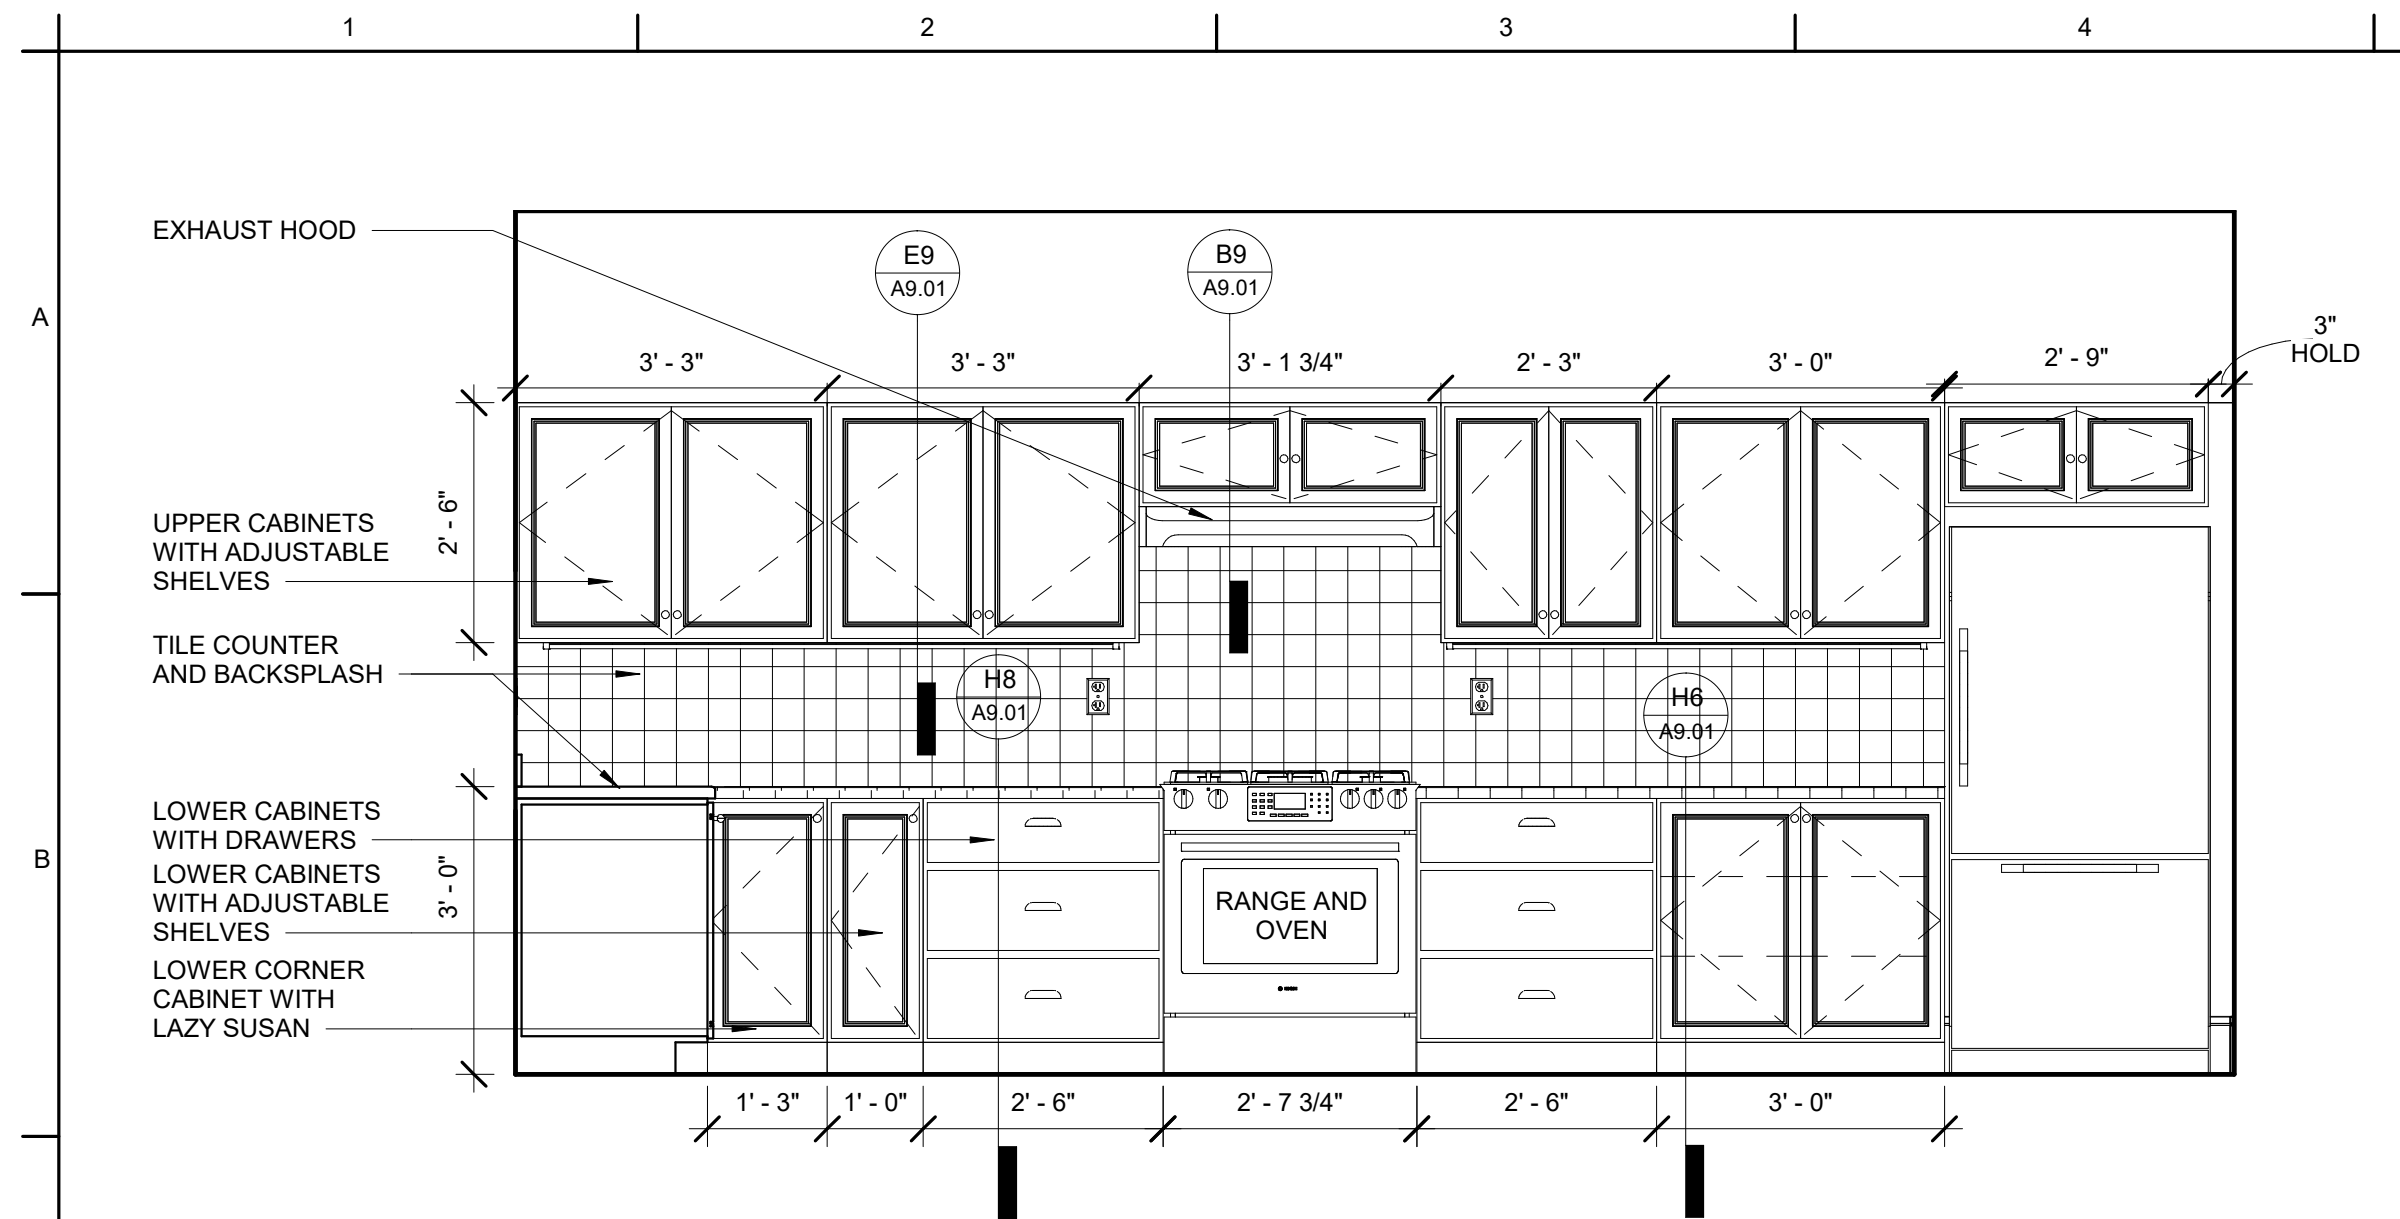 1
2
3
4
A
B
EXHAUST HOOD
E9
A9.01
B9
A9.01
3"
HOLD
3' - 3"
3' - 3"
3' - 1 3/4"
2' - 3"
3' - 0"
2' - 9"
2' - 6"
UPPER CABINETS
WITH ADJUSTABLE
SHELVES
TILE COUNTER
AND BACKSPLASH
H8
A9.01
H6
A9.01
LOWER CABINETS
WITH DRAWERS
LOWER CABINETS
WITH ADJUSTABLE
SHELVES
LOWER CORNER
CABINET WITH
LAZY SUSAN
3' - 0"
RANGE AND
OVEN
1' - 3"
1' - 0"
2' - 6"
2' - 7 3/4"
2' - 6"
3' - 0"